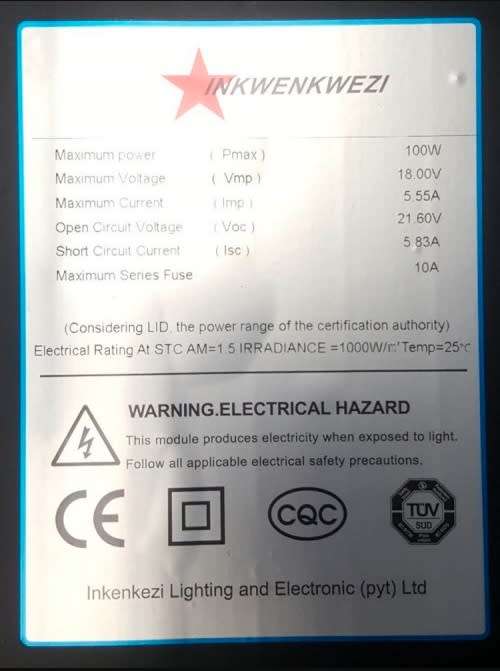 INKWENKWEZI
Maximum power ( Pmax ) 100W
Maximum Voltage ( Vmp ) 18.00V
Maximum Current ( Imp ) 5.55A
Open Circuit Voltage ( Voc ) 21.60V
Short Circuit Current ( Isc ) 5.83A
Maximum Series Fuse 10A
(Considering LID, the power range of the certification authority)
Electrical Rating At STC AM=1.5 IRRADIANCE =1000W/㎡Temp=25℃
WARNING.ELECTRICAL HAZARD
This module produces electricity when exposed to light.
Follow all applicable electrical safety precautions.
CE CQC TÜV
SUD
Inkenkezi Lighting and Electronic (pyt) Ltd